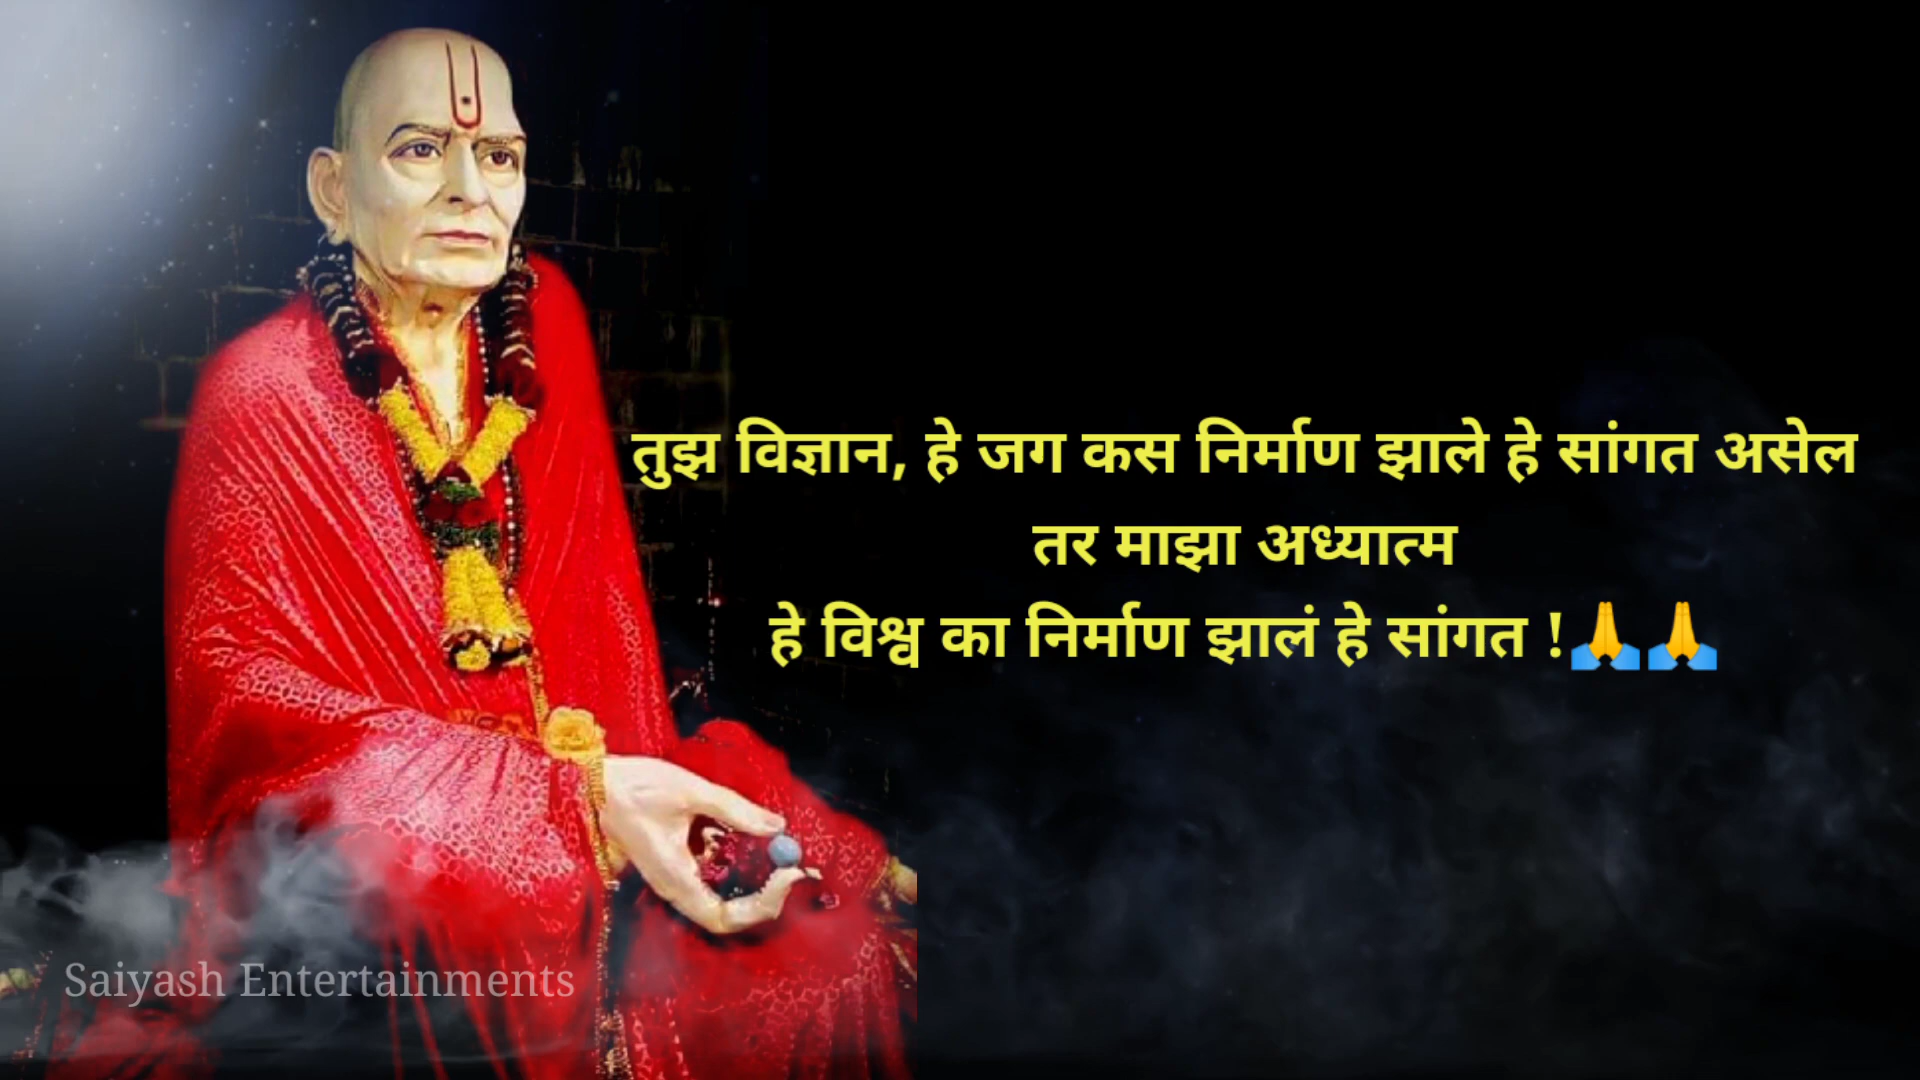 तुझ विज्ञान, हे जग कस निर्माण झाले हे सांगत असेल
तर माझा अध्यात्म
हे विश्व का निर्माण झालं हे सांगत !🙏🙏
Saiyash Entertainments